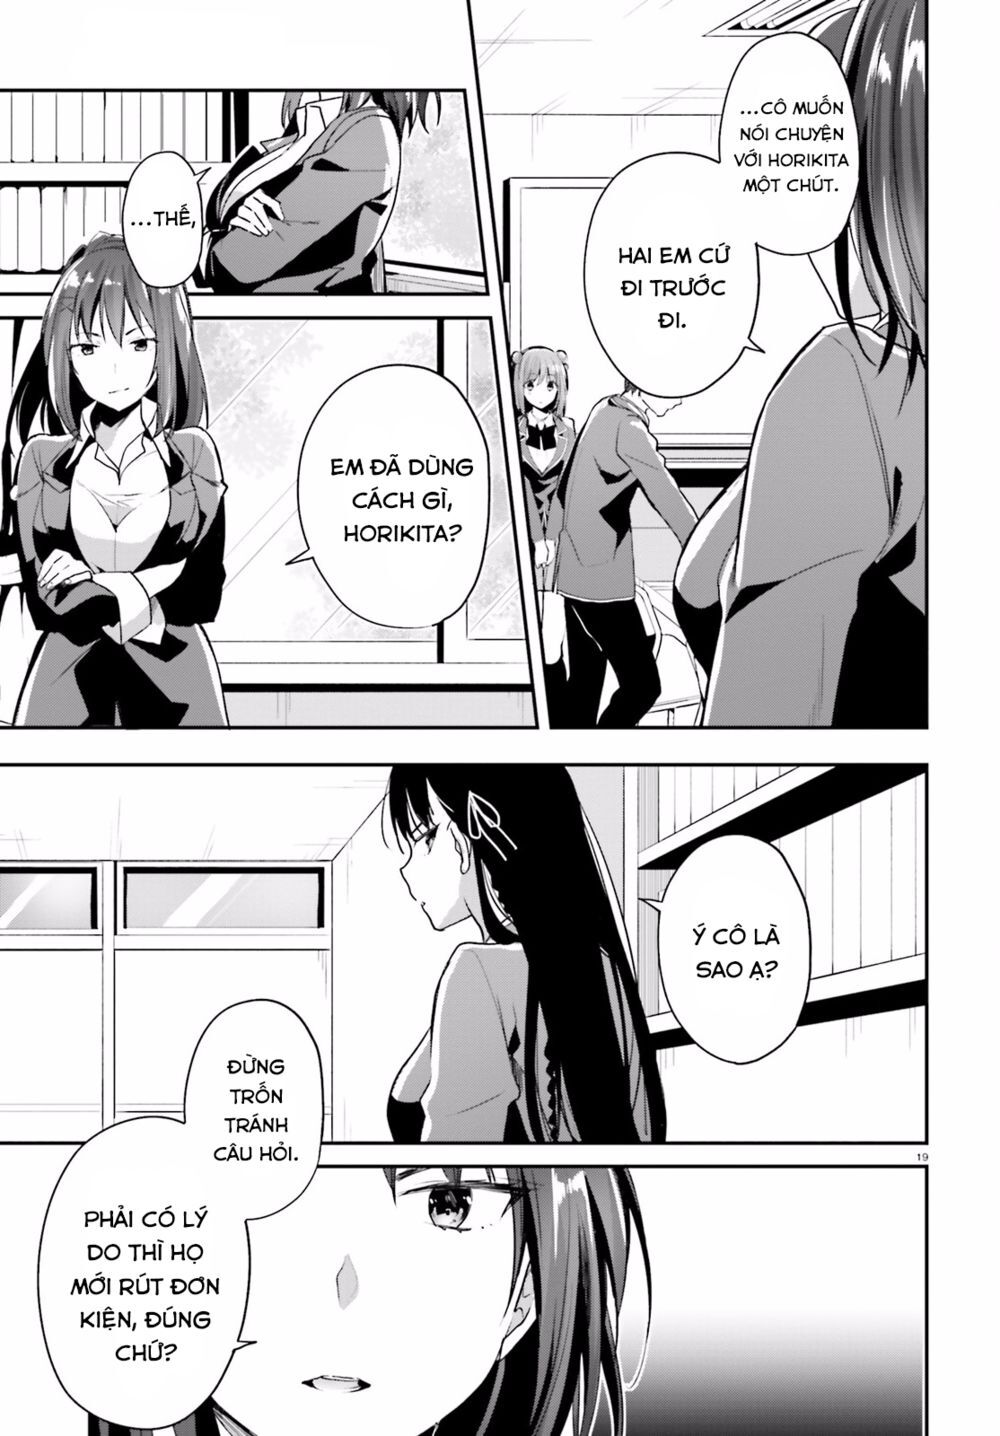 ...CÔ MUỐN
NÓI CHUYỆN
VỚI HORIKITA
MỘT CHÚT.
HAI EM CỨ
ĐI TRƯỚC
ĐI.
...THẾ,
EM ĐÃ DÙNG
CÁCH GÌ,
HORIKITA?
Ý CÔ LÀ
SAO Ạ?
ĐỪNG
TRỐN
TRÁNH
CÂU HỎI.
PHẢI CÓ LÝ
DO THÌ HỌ
MỚI RÚT ĐƠN
KIỆN, ĐÚNG
CHỨ?
19